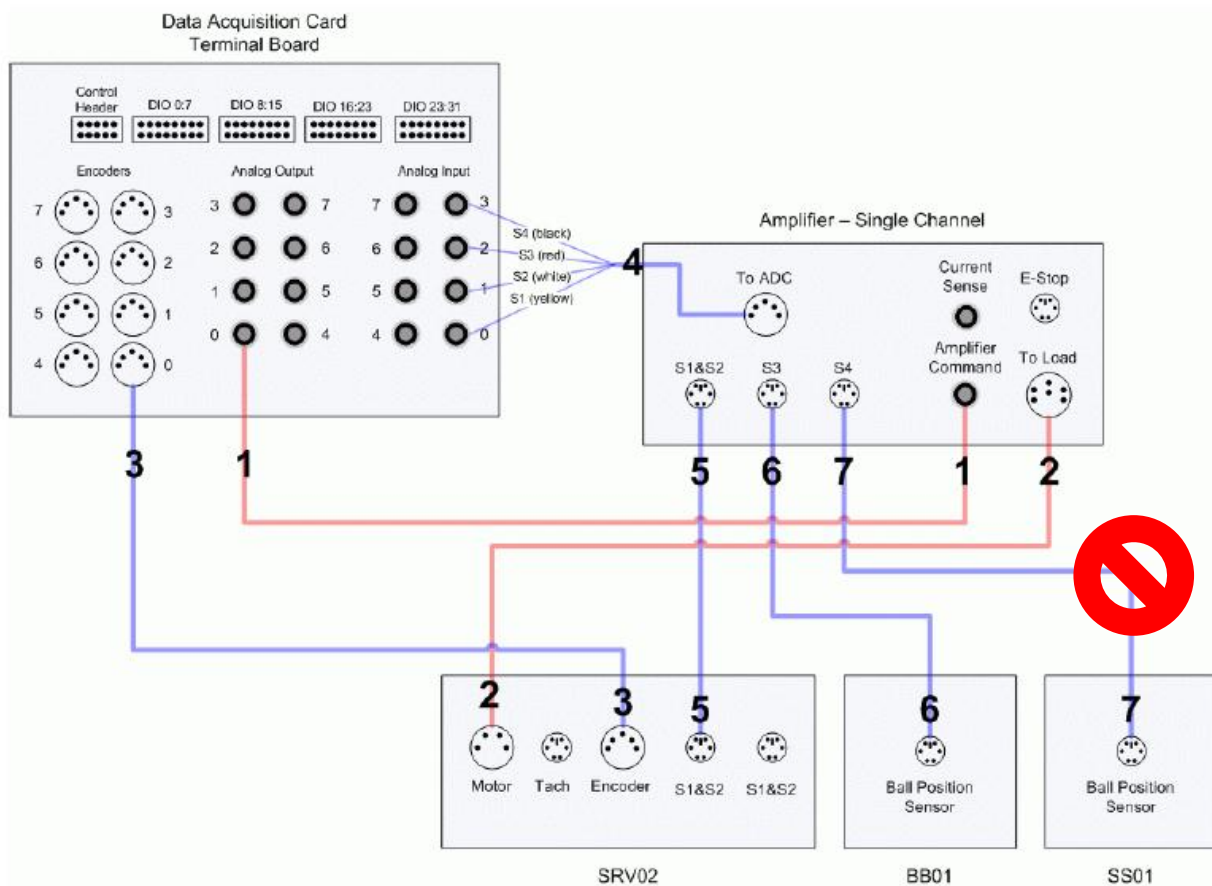 Data Acquisition Card
Terminal Board
Control
Header
DIO 0:7
DIO 8:15
DIO 16:23
DIO 23:31
Encoders
Analog Output
Analog Input
7
3
3
7
7
3
6
2
2
6
6
2
5
1
1
5
5
1
4
0
0
4
4
0
S4 (black)
S3 (red)
S2 (white)
S1 (yellow)
4
Amplifier – Single Channel
To ADC
Current
Sense
E-Stop
S1&S2
S3
S4
Amplifier
Command
To Load
3
1
5
6
7
1
2
2
3
5
6
7
Motor
Tach
Encoder
S1&S2
S1&S2
Ball Position
Sensor
Ball Position
Sensor
SRV02
BB01
SS01